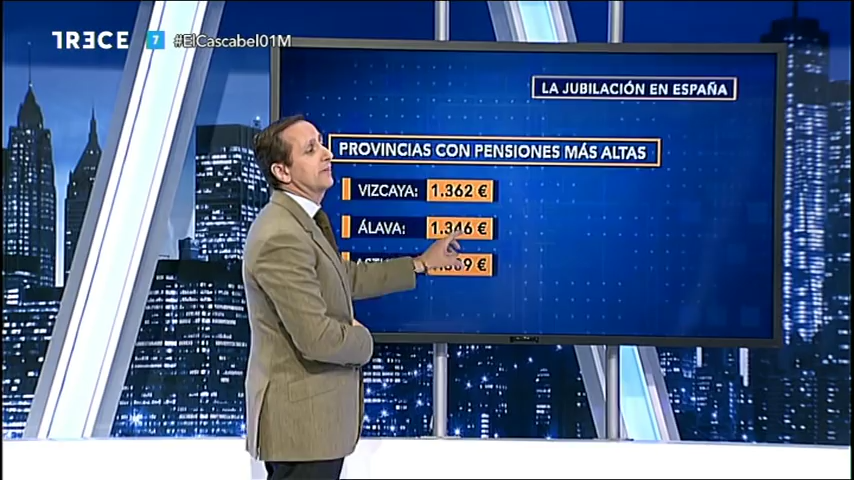 TRECE 7 #ElCascabel01M
LA JUBILACIÓN EN ESPAÑA
PROVINCIAS CON PENSIONES MÁS ALTAS
VIZCAYA: 1.362 €
ÁLAVA: 1.346 €
€